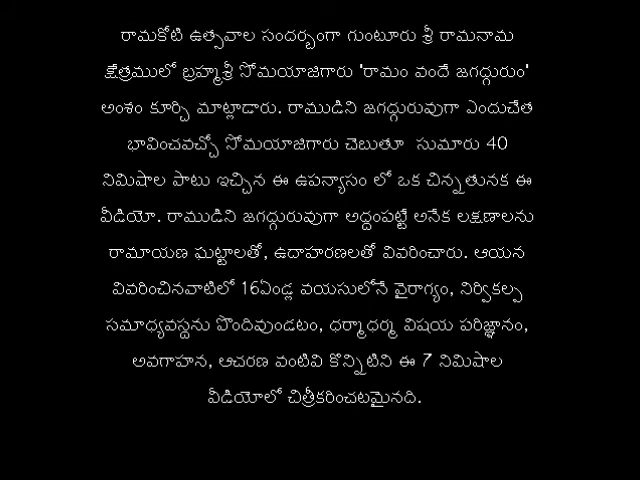 రామకోటి ఉత్సవాల సందర్భంగా గుంటూరు శ్రీ రామనామ
క్షేత్రములో బ్రహ్మశ్రీ సోమయాజిగారు 'రామం వందే జగద్గురుం'
అంశం కూర్చి మాట్లాడారు. రాముడిని జగద్గురువుగా ఎందుచేత
భావించవచ్చో సోమయాజిగారు చెబుతూ సుమారు 40
నిమిషాల పాటు ఇచ్చిన ఈ ఉపన్యాసం లో ఒక చిన్నతునక ఈ
వీడియో. రాముడిని జగద్గురువుగా అద్దంపట్టే అనేక లక్షణాలను
రామాయణ ఘట్టాలతో, ఉదాహరణలతో వివరించారు. ఆయన
వివరించినవాటిలో 16ఏండ్ల వయసులోనే వైరాగ్యం, నిర్వికల్ప
సమాధ్యవస్థను పొందివుండటం, ధర్మాధర్మ విషయ పరిజ్ఞానం,
అవగాహన, ఆచరణ వంటివి కొన్నిటిని ఈ 7 నిమిషాల
వీడియోలో చిత్రీకరించటమైనది.